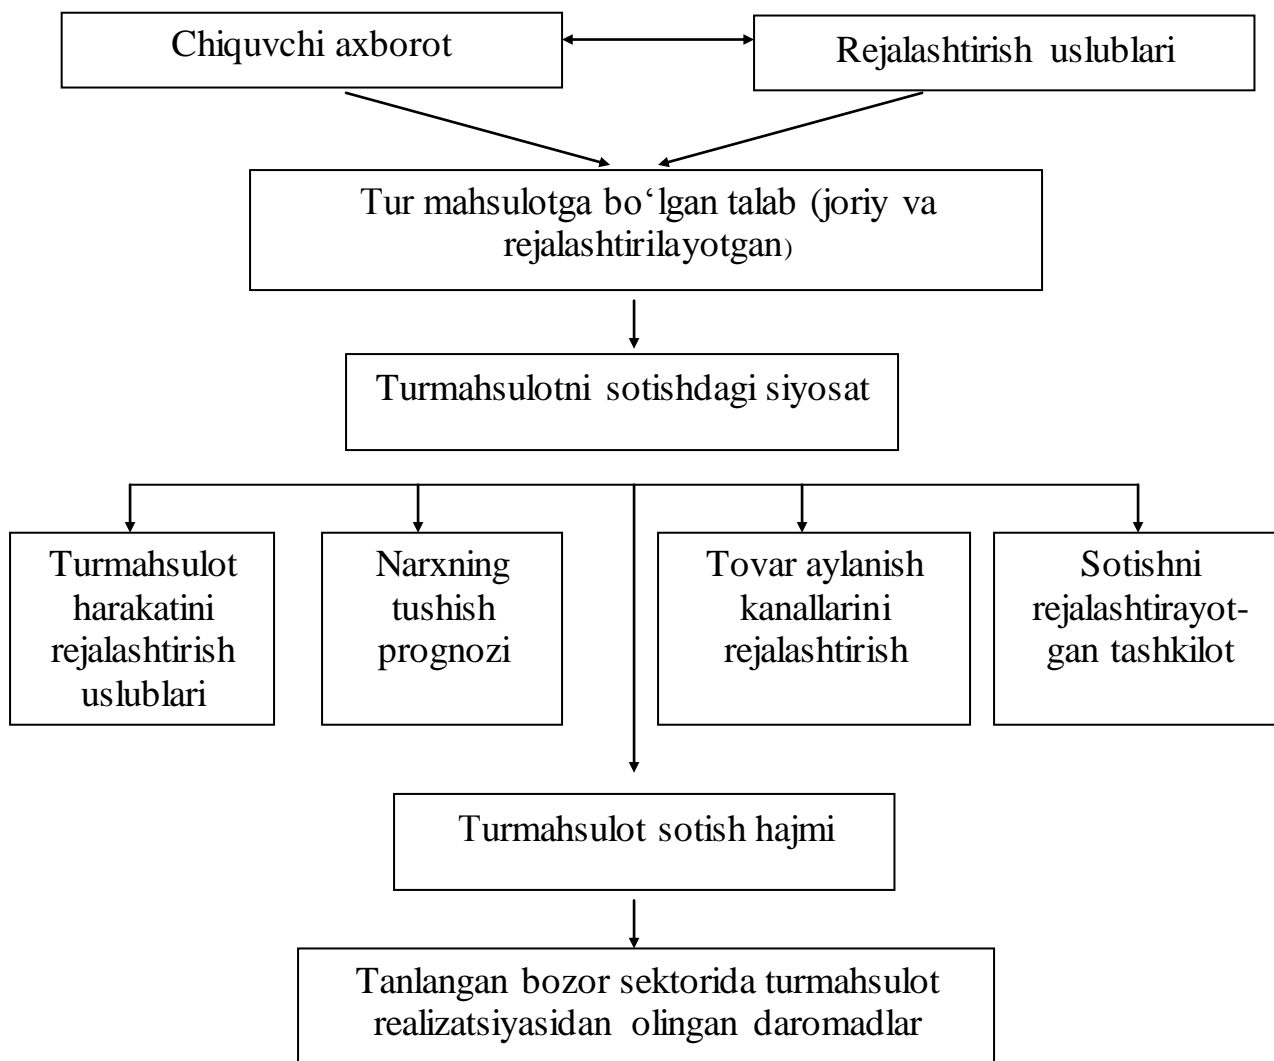 Chiquvchi axborot
Rejalashtirish uslublari
Tur mahsulotga bo‘lgan talab (joriy va
rejalashtirilayotgan)
Turmahsulotni sotishdagi siyosat
Turmahsulot
harakatini
rejalashtirish
uslublari
Narxning
tushish
prognozi
Tovar aylanish
kanallarini
rejalashtirish
Sotishni
rejalashtirayot-
gan tashkilot
Turmahsulot sotish hajmi
Tanlangan bozor sektorida turmahsulot
realizatsiyasidan olingan daromadlar